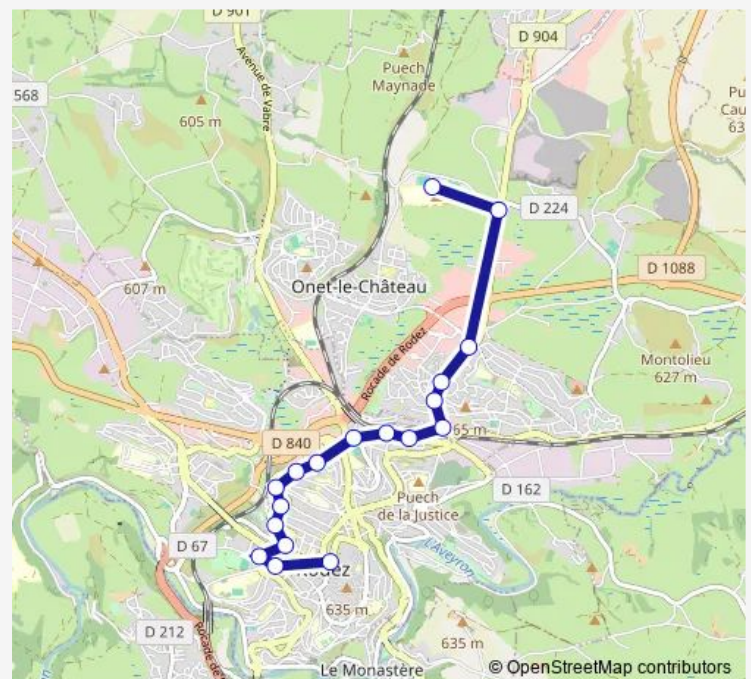 D 901
D 904
Avenue de Vabre
Puech
Maynade
568
605 m
Pu
Cau
63
D 224
607 m
Onet-le-Château
D 1088
Rocade de Rodez
Montolieu
627 m
65 m
D 840
D 162
Puech
de la Justice
D 67
L'Aveyron
Rodez
635 m
D 212
Rocade de
635 m
Le Monastère
© OpenStreetMap contributors